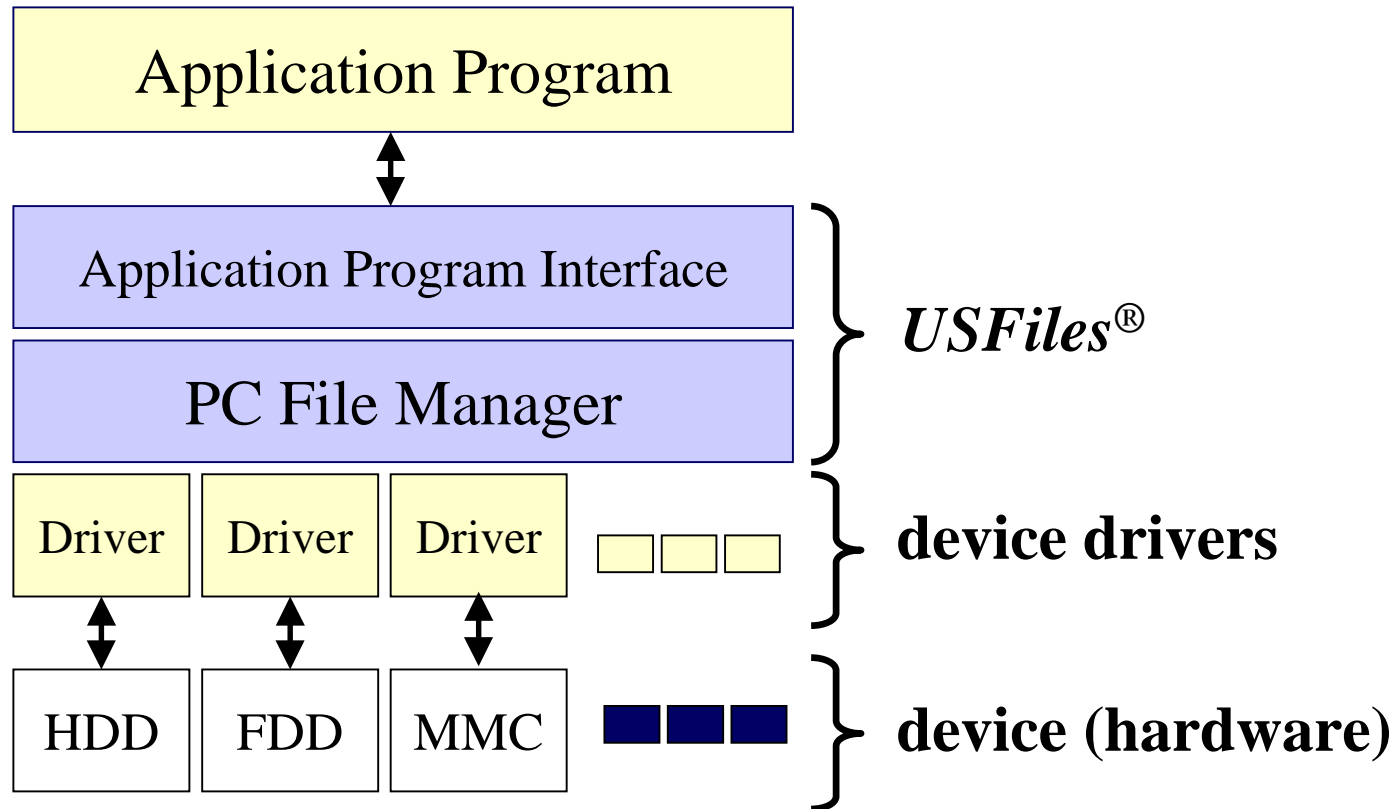 Application Program
Application Program Interface
USFiles®
PC File Manager
Driver Driver Driver
device drivers
HDD FDD MMC
device (hardware)